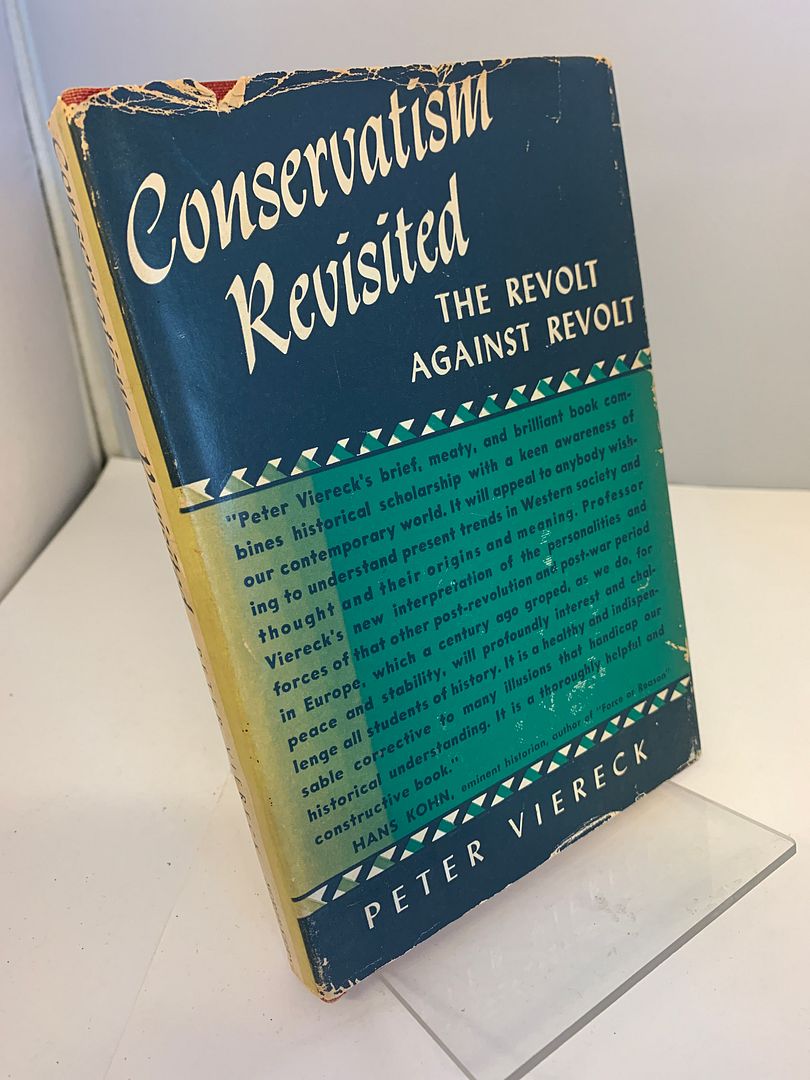 Conservatism
Revisited
THE REVOLT
AGAINST REVOLT
"Peter Viereck's brief, meaty, and brilliant book com-
bines historical scholarship with a keen awareness of
our contemporary world. It will appeal to anybody wish-
ing to understand present trends in Western society and
thought and their origins and meaning. Professor
Viereck's new interpretation of the personalities and
forces of that other post-revolution and post-war period
in Europe, which a century ago groped, as we do, for
peace and stability, will profoundly interest and chal-
lenge all students of history. It is a healthy and indispen-
sable corrective to many illusions that handicap our
historical understanding. It is a thoroughly helpful and
constructive book."
HANS KOHN, eminent historian, author of "Force or Reason"
PETER VIERECK